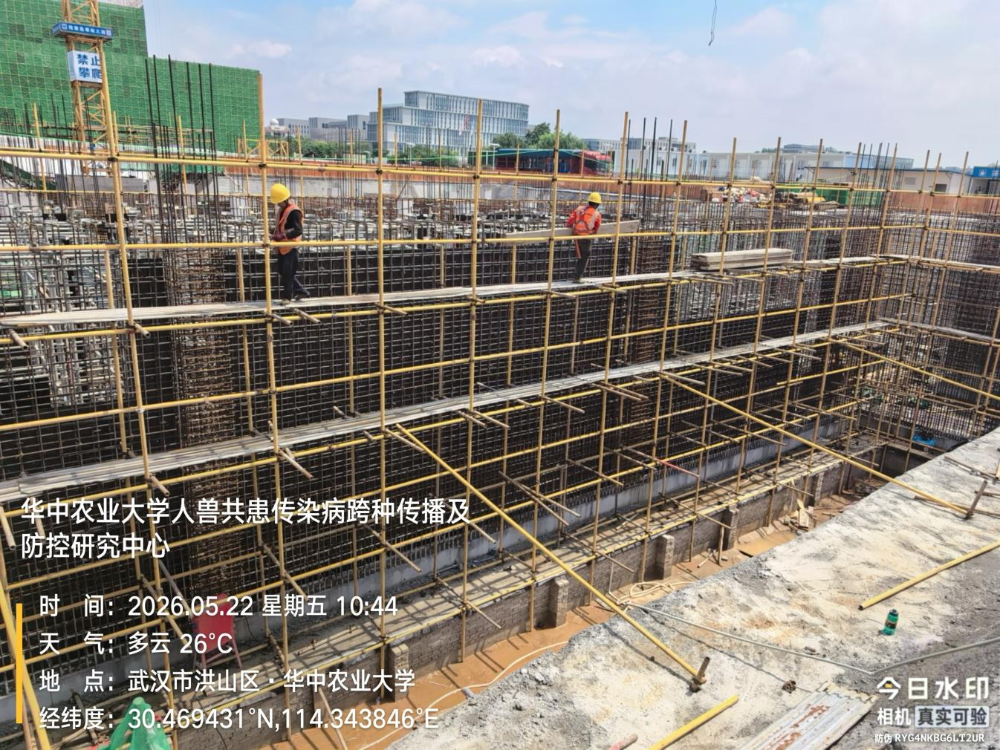 禁止
攀爬
华中农业大学人兽共患传染病跨种传播及
防控研究中心
时 间：2026.05.22 星期五 10:44
天 气：多云 26°C
地 点：武汉市洪山区·华中农业大学
经纬度：30.469431°N,114.343846°E
今日水印
相机 真实可验
防伪 RYG4NKBG6LT2UR